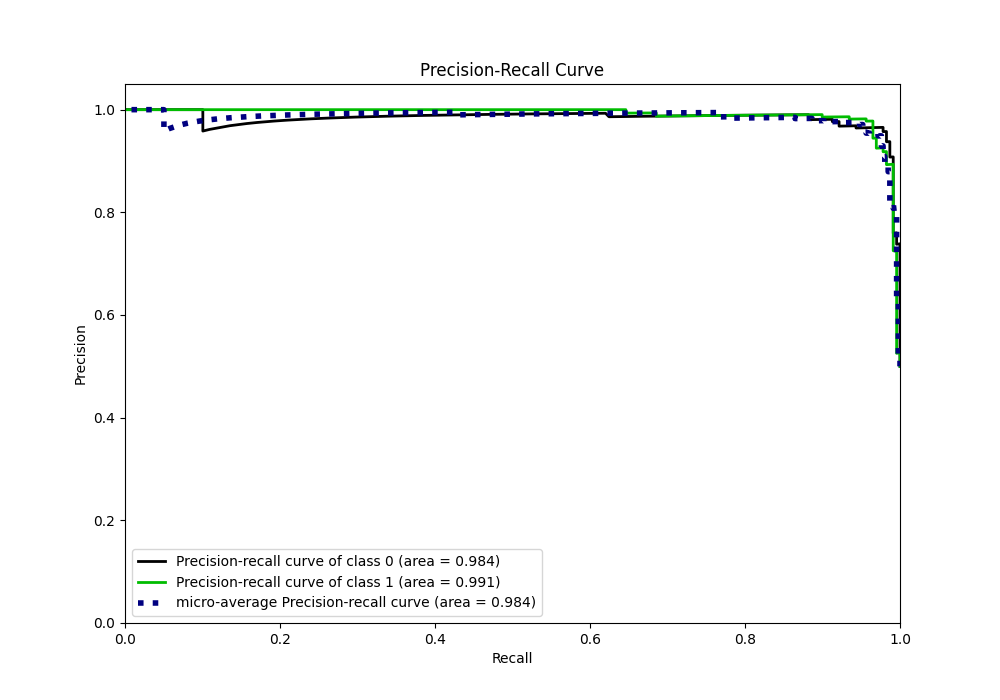 Precision-Recall Curve
1.0
0.8
0.6
0.4
0.2
0.0
Precision
Precision-recall curve of class 0 (area = 0.984)
Precision-recall curve of class 1 (area = 0.991)
micro-average Precision-recall curve (area = 0.984)
0.0 0.2 0.4 0.6 0.8 1.0
Recall